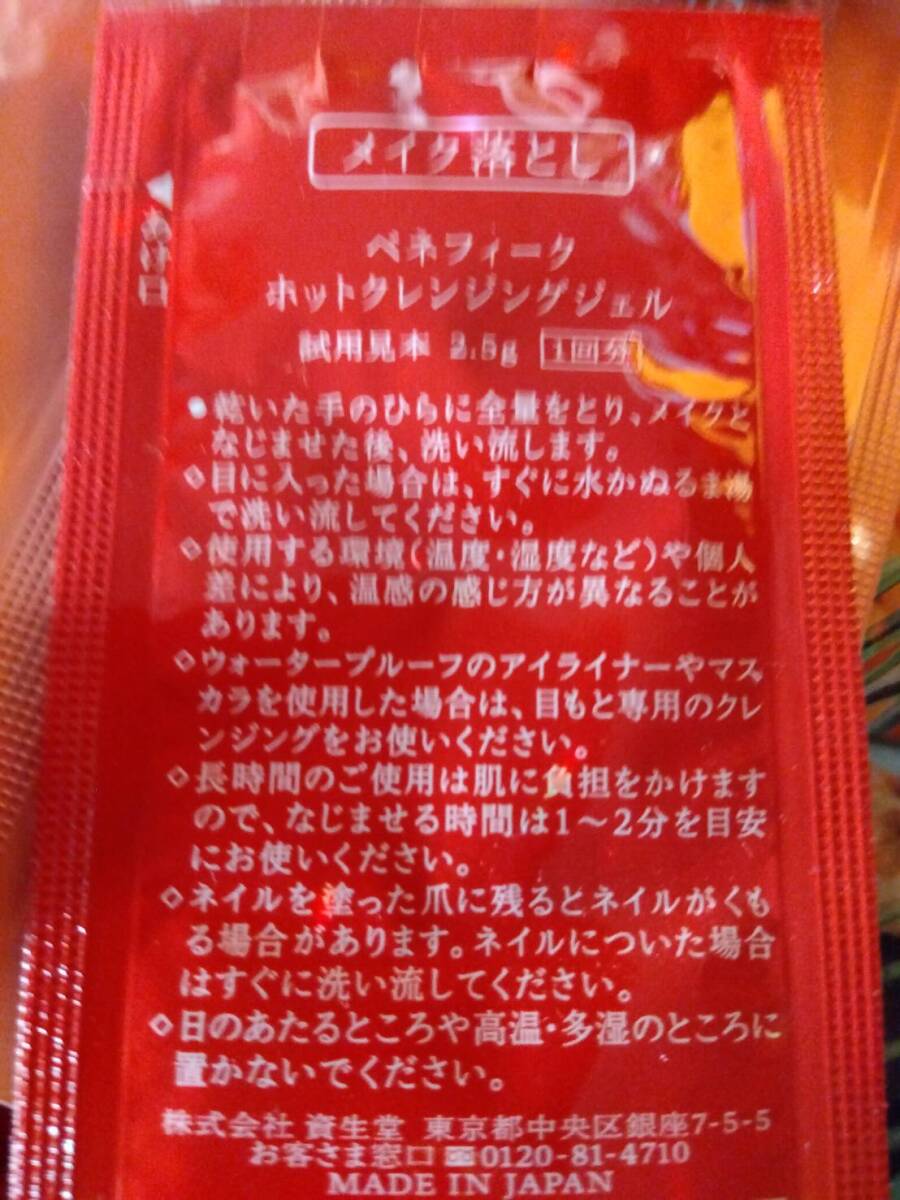 メイク落とし
あけ口
ベネフィーク
ホットクレンジングジェル
試用見本 2.5g 1回分
●乾いた手のひらに全量をとり、メイクと
なじませた後、洗い流します。
◇目に入った場合は、すぐに水かぬるま湯
で洗い流してください。
◇使用する環境(温度・湿度など)や個人
差により、温感の感じ方が異なることが
あります。
◇ウォータープルーフのアイライナーやマス
カラを使用した場合は、目もと専用のクレ
ンジングをお使いください。
◇長時間のご使用は肌に負担をかけます
ので、なじませる時間は1〜2分を目安
にお使いください。
◇ネイルを塗った爪に残るとネイルがくも
る場合があります。ネイルについた場合
はすぐに洗い流してください。
◇日のあたるところや高温・多湿のところに
置かないでください。
株式会社 資生堂 東京都中央区銀座7-5-5
お客さま窓口 0120-81-4710
MADE IN JAPAN